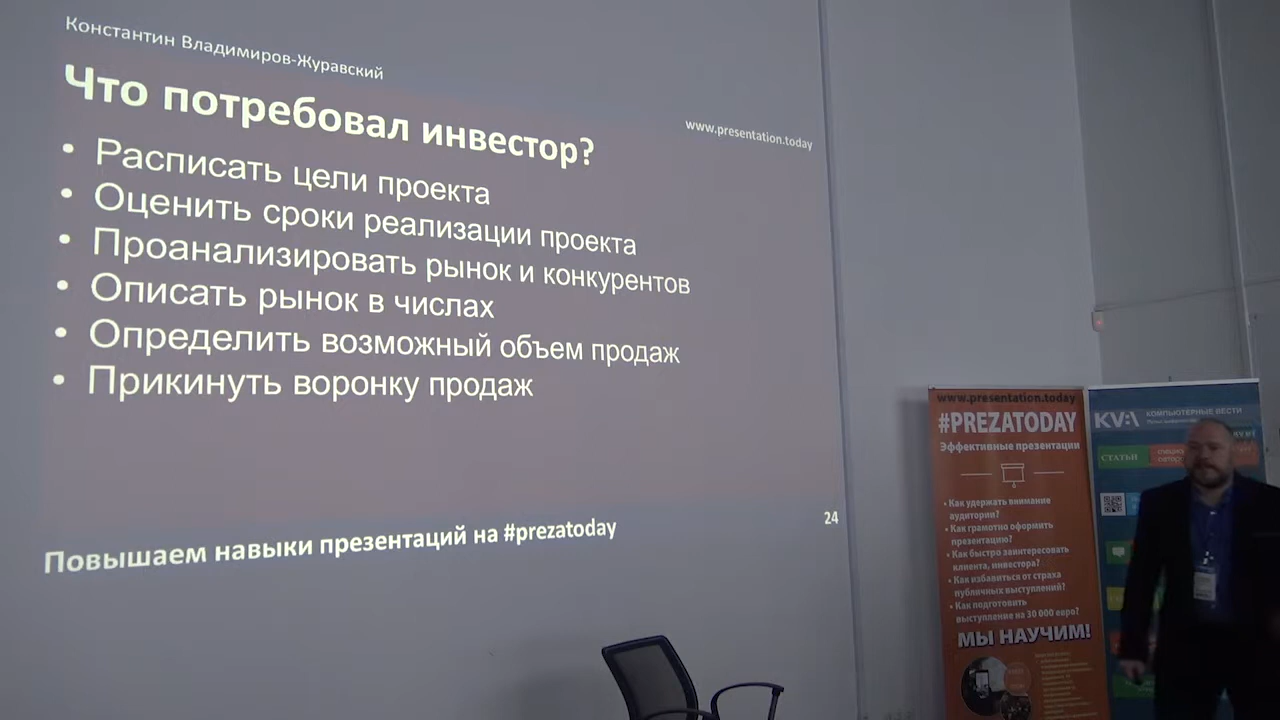 Константин Владимиров-Журавский
Что потребовал инвестор?
www.presentation.today
• Расписать цели проекта
• Оценить сроки реализации проекта
• Проанализировать рынок и конкурентов
• Описать рынок в числах
• Определить возможный объем продаж
• Прикинуть воронку продаж
24
Повышаем навыки презентаций на #prezatoday
www.presentation.today
#PREZATODAY
Эффективные презентации
• Как удержать внимание
аудитории?
• Как грамотно оформить
презентацию?
• Как быстро заинтересовать
клиента, инвестора?
• Как избавиться от страха
публичных выступлений?
• Как подготовить
выступление на 30 000 евро?
МЫ НАУЧИМ!
КОМПЬЮТЕРНЫЕ ВЕСТИ
СТАТЬИ